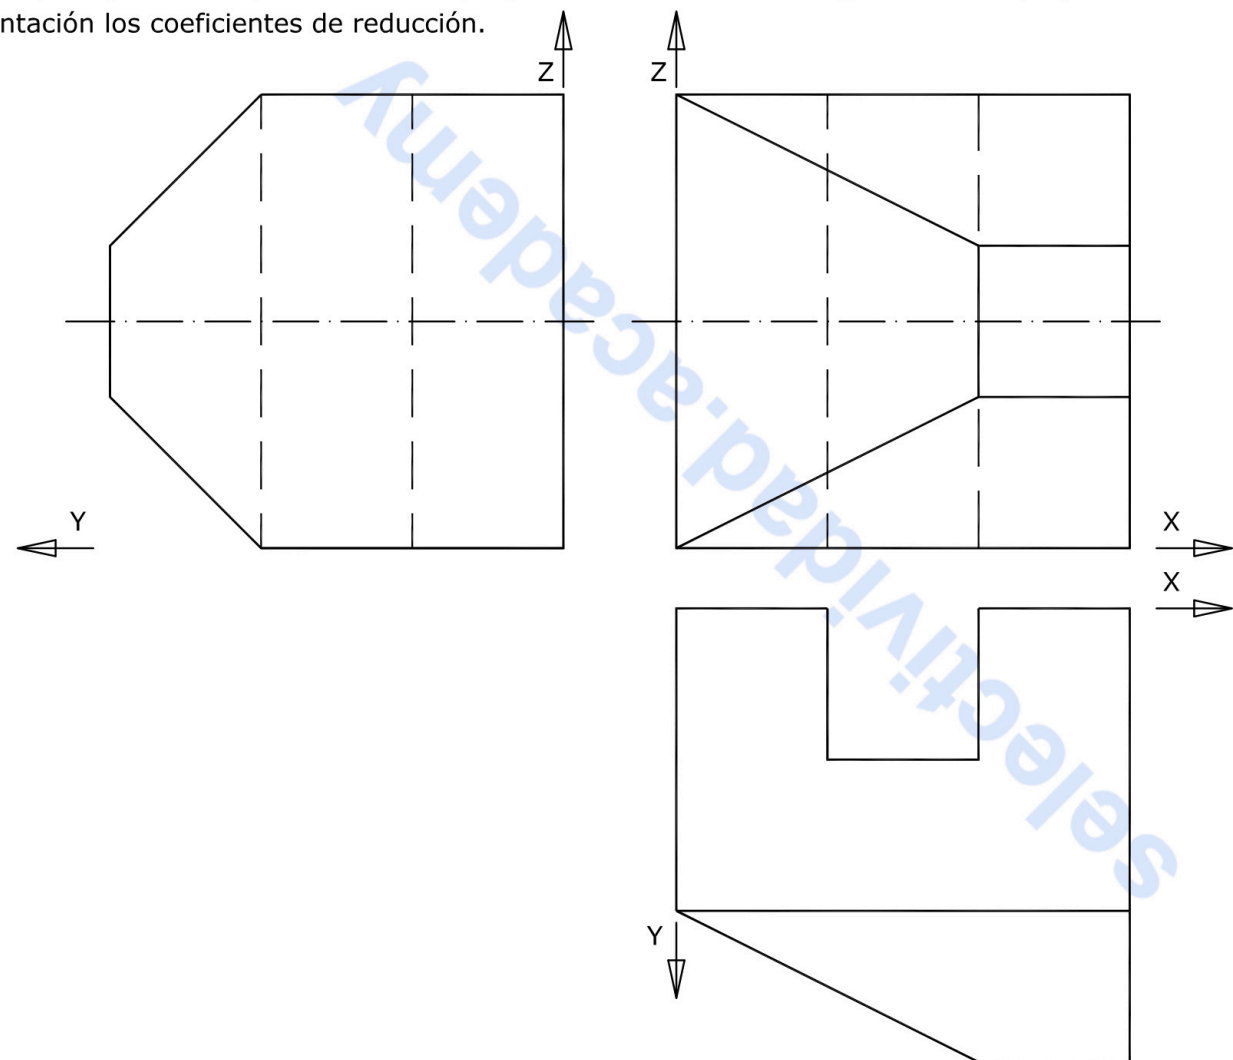 ntación los coeficientes de reducción.
Z Z
Y X
X
Y
selectividad.academy